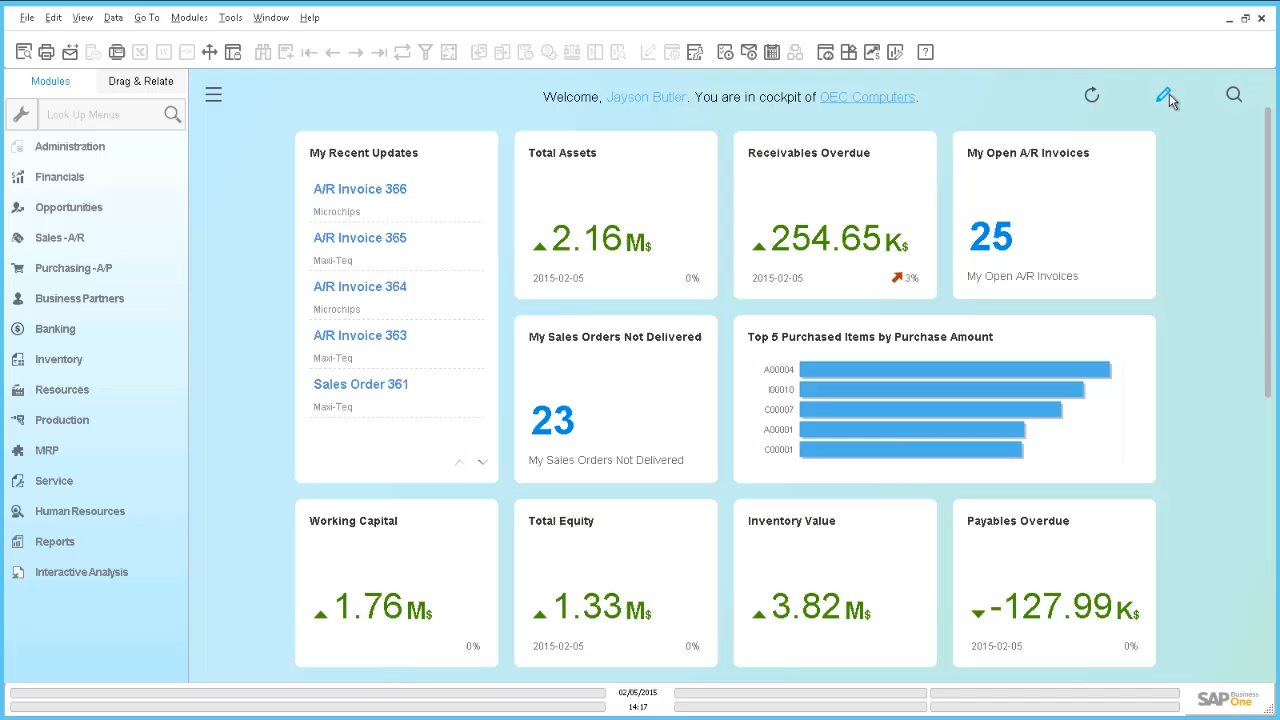 File Edit View Data Go To Modules Tools Window Help
Modules Drag & Relate
Look Up Menus
Administration
Financials
Opportunities
Sales - A/R
Purchasing - A/P
Business Partners
Banking
Inventory
Resources
Production
MRP
Service
Human Resources
Reports
Interactive Analysis
Welcome, Jayson Butler. You are in cockpit of OEC Computers.
My Recent Updates
A/R Invoice 366
Microchips
A/R Invoice 365
Maxi-Teq
A/R Invoice 364
Microchips
A/R Invoice 363
Maxi-Teq
Sales Order 361
Maxi-Teq
Total Assets
2.16 M$
2015-02-05 0%
Receivables Overdue
254.65 K$
2015-02-05 3%
My Open A/R Invoices
25
My Open A/R Invoices
My Sales Orders Not Delivered
23
My Sales Orders Not Delivered
Top 5 Purchased Items by Purchase Amount
A00004
I00010
C00007
A00001
C00001
Working Capital
1.76 M$
0%
Total Equity
1.33 M$
2015-02-05 0%
Inventory Value
3.82 M$
Payables Overdue
-127.99 K$
2015-02-05 0%
02/05/2015
14:17
SAP Business One